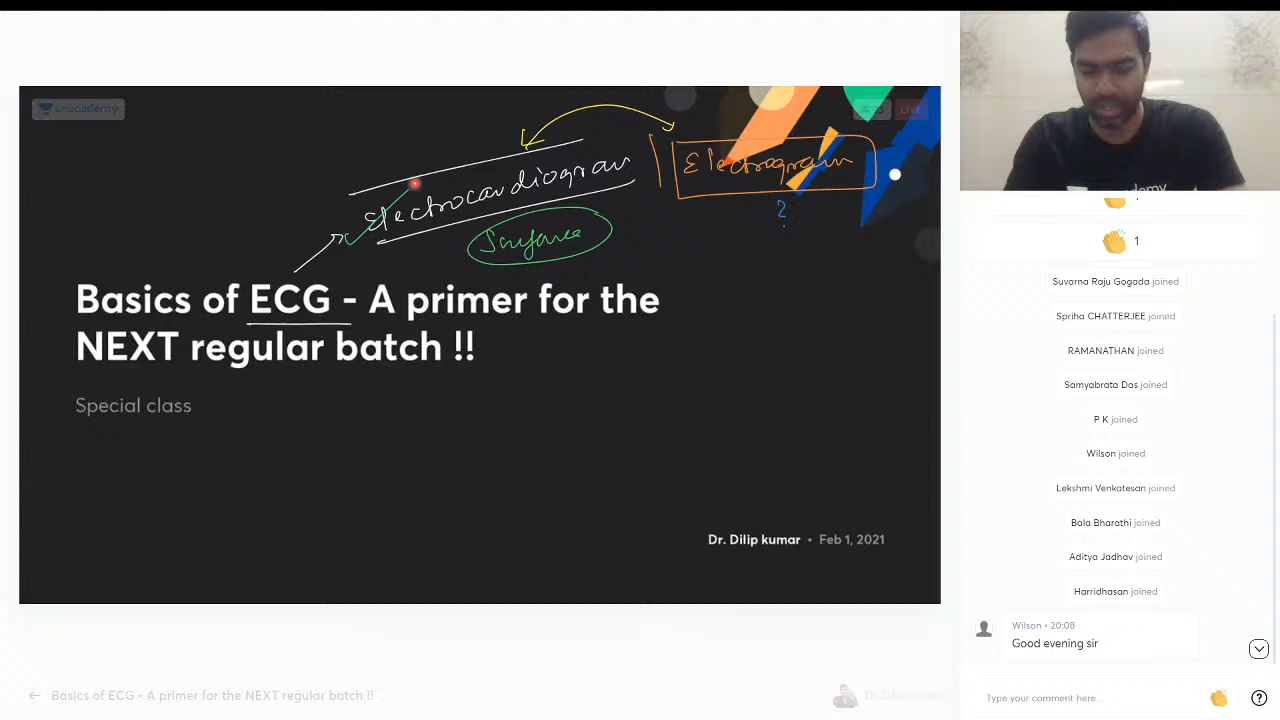 unacademy
LIVE
Electrocardiogram
Electrogram
?
Surface
Basics of ECG - A primer for the
NEXT regular batch !!
Special class
Dr. Dilip kumar • Feb 1, 2021
Basics of ECG - A primer for the NEXT regular batch !!
1
Suvarna Raju Gogada joined
Spriha CHATTERJEE joined
RAMANATHAN joined
Samyabrata Das joined
P K joined
Wilson joined
Lekshmi Venkatesan joined
Bala Bharathi joined
Aditya Jadhav joined
Harridhasan joined
Wilson • 20:08
Good evening sir
Type your comment here...
?